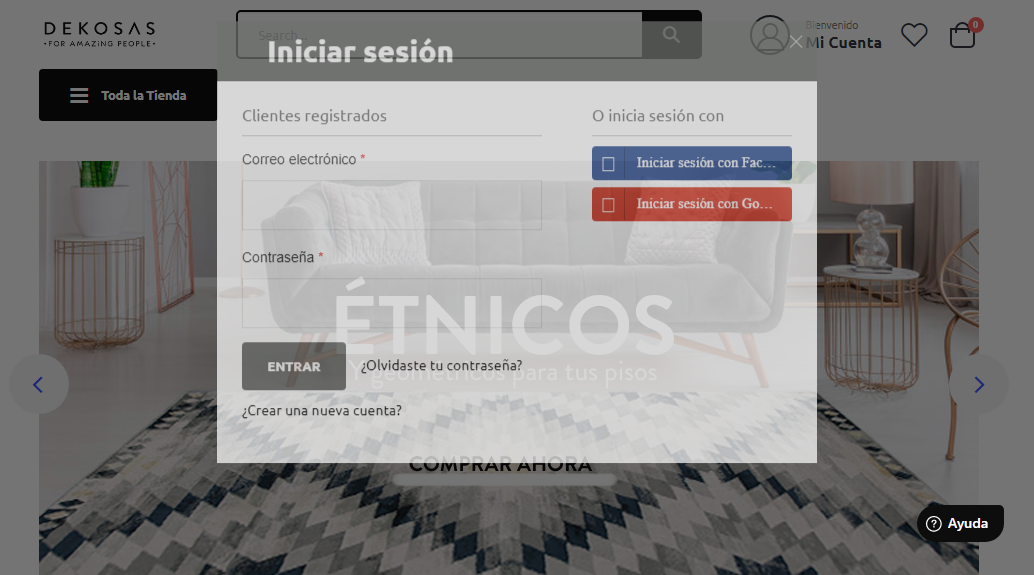 DEKOSAS
•FOR AMAZING PEOPLE•
Search...
Bienvenido
Mi Cuenta
0
Toda la Tienda
Iniciar sesión
Clientes registrados
O inicia sesión con
Correo electrónico *
Iniciar sesión con Fac...
Iniciar sesión con Go...
Contraseña *
ÉTNICOS
Y geométricos para tus pisos
ENTRAR
¿Olvidaste tu contraseña?
¿Crear una nueva cuenta?
COMPRAR AHORA
Ayuda